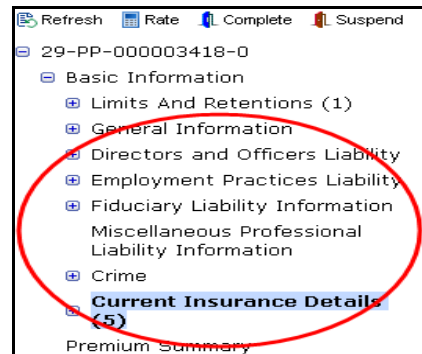 Refresh Rate Complete Suspend
29-PP-000003418-0
Basic Information
Limits And Retentions (1)
General Information
Directors and Officers Liability
Employment Practices Liability
Fiduciary Liability Information
Miscellaneous Professional
Liability Information
Crime
Current Insurance Details
(5)
Premium Summary